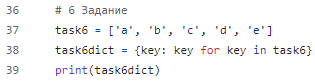 36 # 6 Задание
37 task6 = ['a', 'b', 'c', 'd', 'e']
38 task6dict = {key: key for key in task6}
39 print(task6dict)